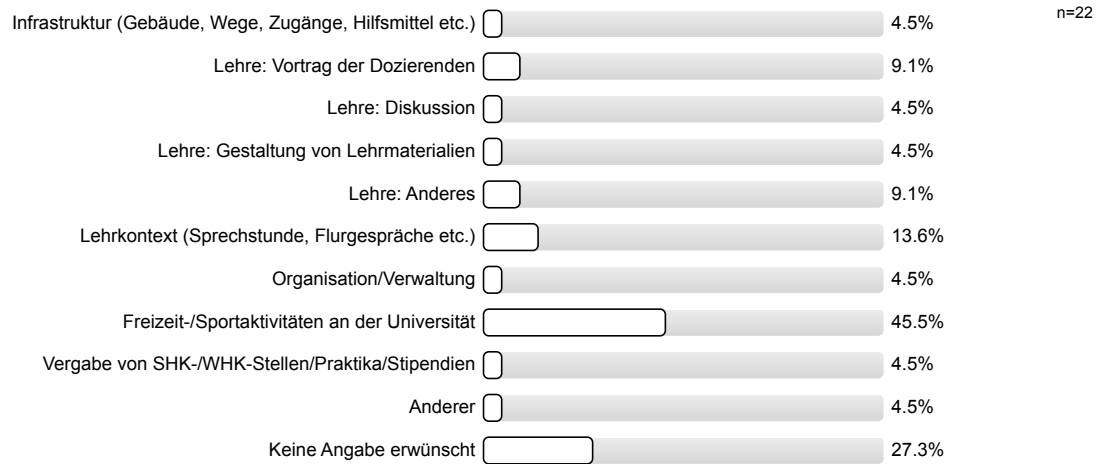 n=22
Infrastruktur (Gebäude, Wege, Zugänge, Hilfsmittel etc.) 4.5%
Lehre: Vortrag der Dozierenden 9.1%
Lehre: Diskussion 4.5%
Lehre: Gestaltung von Lehrmaterialien 4.5%
Lehre: Anderes 9.1%
Lehrkontext (Sprechstunde, Flurgespräche etc.) 13.6%
Organisation/Verwaltung 4.5%
Freizeit-/Sportaktivitäten an der Universität 45.5%
Vergabe von SHK-/WHK-Stellen/Praktika/Stipendien 4.5%
Anderer 4.5%
Keine Angabe erwünscht 27.3%